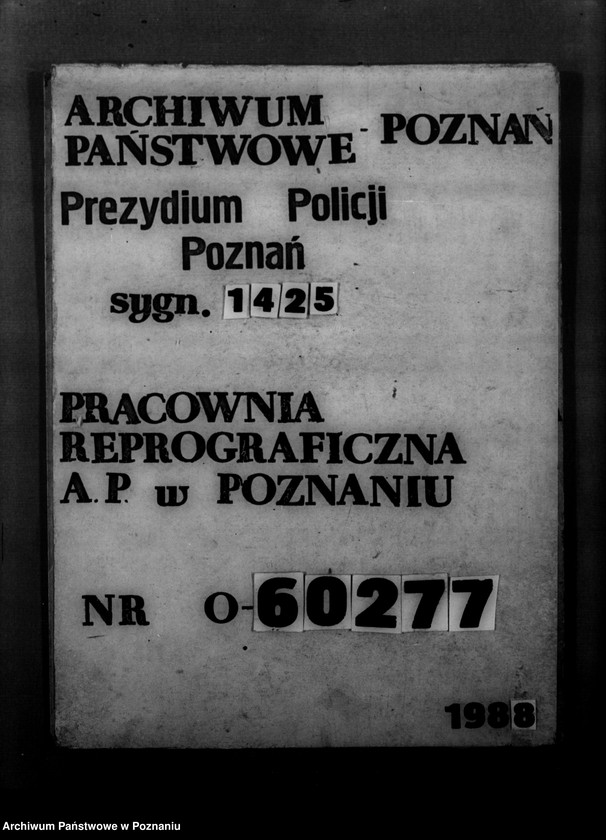 ARCHIWUM
PAŃSTWOWE - POZNAŃ
Prezydium Policji
Poznań
sygn. 1425
PRACOWNIA
REPROGRAFICZNA
A.P. w POZNANIU
NR O-60277
1988
Archiwum Państwowe w Poznaniu